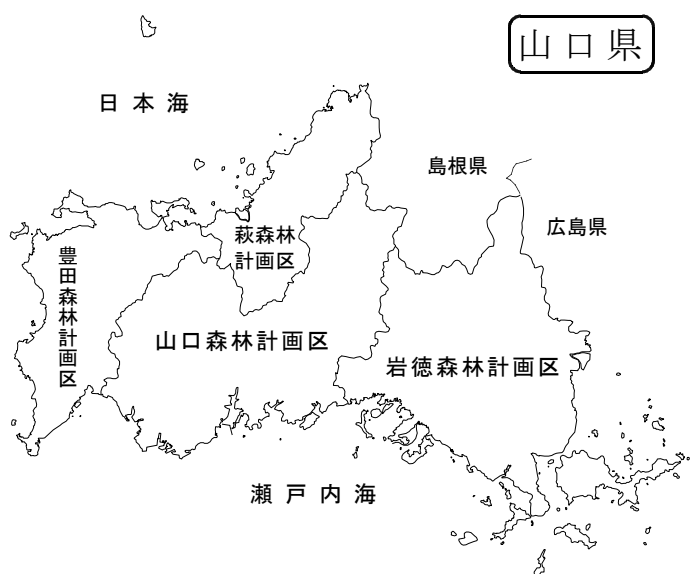 山口県
日本海
島根県
広島県
萩森林
計画区
豊田森林計画区
山口森林計画区
岩徳森林計画区
瀬戸内海